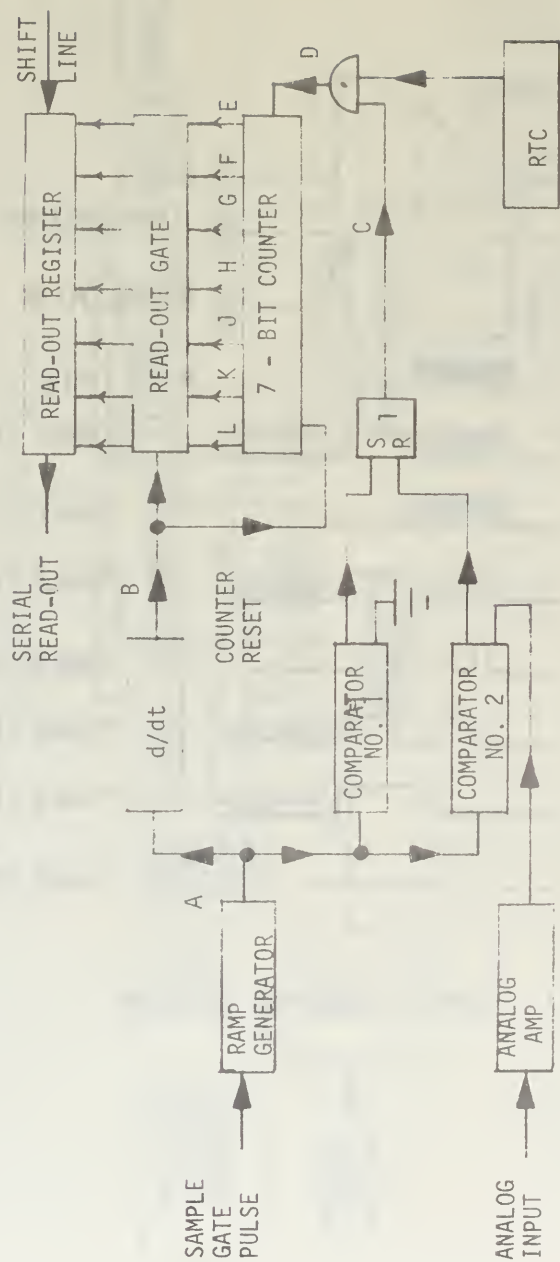 SAMPLE
GATE
PULSE
RAMP
GENERATOR
A
d/dt
B
SERIAL
READ-OUT
READ-OUT REGISTER
SHIFT
LINE
READ-OUT GATE
L K J H G F E
7 - BIT COUNTER
COUNTER
RESET
COMPARATOR
NO. 1
COMPARATOR
NO. 2
S
R
1
C
D
RTC
ANALOG
INPUT
ANALOG
AMP